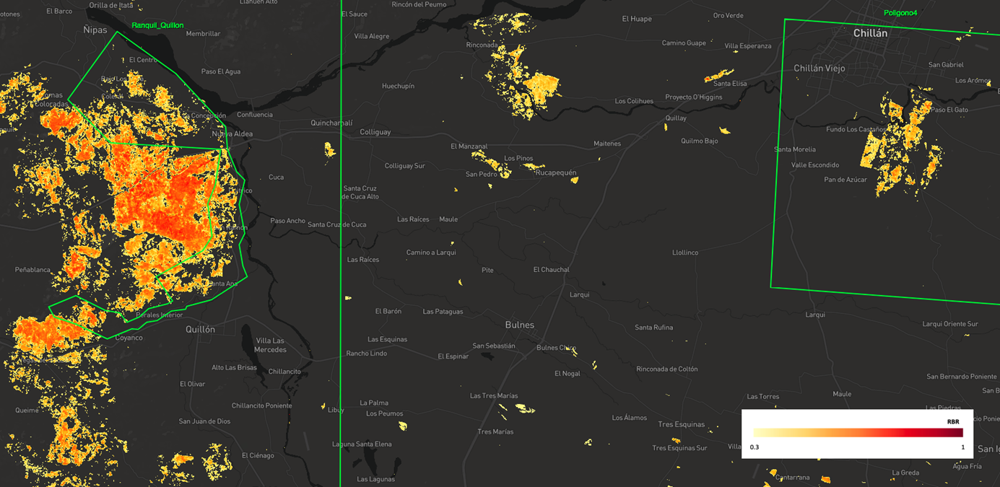 Orilla de Itata
Llahuen Alto
Rincón del Peumo
El Barco
El Sauce
Poligono4
Oro Verde
El Huape
Ranquil_Quillon
Ñipas
Membrillar
Villa Alegre
Chillán
Rinconada
Camino Guape
Villa Esperanza
El Centro
San Gabriel
Paso El Agua
Chillán Viejo
Los Aromos
Huechupín
Santa Elisa
Proyecto O'Higgins
Los Colihues
Coloradas
Paso El Gato
Concepción
Confluencia
Quillay
Quinchamalí
Colliguay
Nueva Aldea
Fundo Los Castaños
Quilmo Bajo
Maitenes
El Manzanal
Santa Morelia
Los Pinos
Colliguay Sur
Valle Escondido
San Pedro
Rucapequén
Cuca
Pan de Azúcar
Santa Cruz
de Cuca Alto
Paso Ancho
Santa Cruz de Cuca
Las Raíces
Maule
Camino a Larqui
Llollinco
Las Raíces
Peñablanca
Pite
El Chauchal
Santa Ana
Larqui
El Barón
Las Pataguas
Perales Interior
Larqui
Quillón
Bulnes
Larqui Oriente Sur
Santa Rufina
Coyanco
Villa Las
Mercedes
Las Esquinas
San Sebastián
Bulnes Chico
Rancho Lindo
El Espinar
Alto Las Brisas
Chillancito
El Nogal
Rinconada de Coltón
San Bernardo Poniente
El Olivar
Las Tres Marías
Las Torres
Maule
La Palma
Chillancito Poniente
Queime
Libuy
Los Peumos
Las Piedras
Los Álamos
San Juan de Dios
Tres Esquinas
RBR
Tres Marías
Laguna Santa Elena
Tres Esquinas Sur
0.3
1
El Ciénago
Agua Fría
La Greda
Cantarrana
Las Lagunas